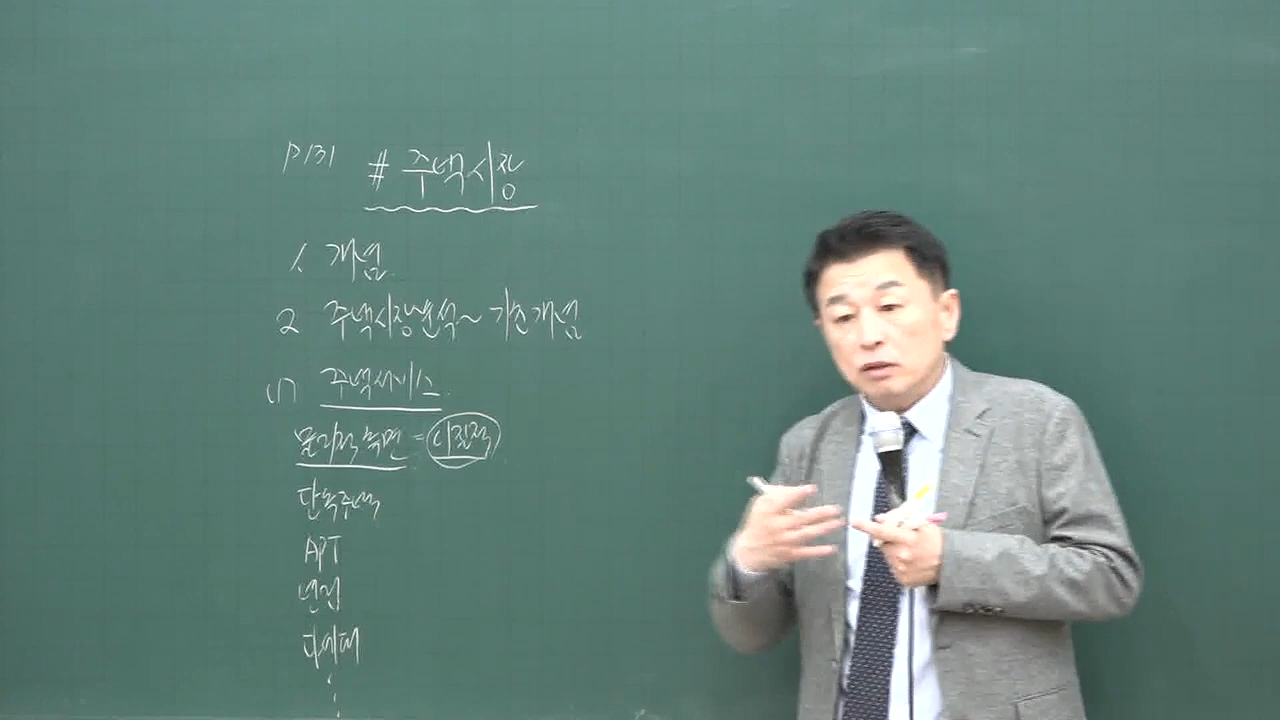 P131 # 주택시장
1. 개념
2 주택시장분석~ 기초개념
(1) 주택서비스
물리적 측면 = 이질적
단독주택
APT
연립
다세대